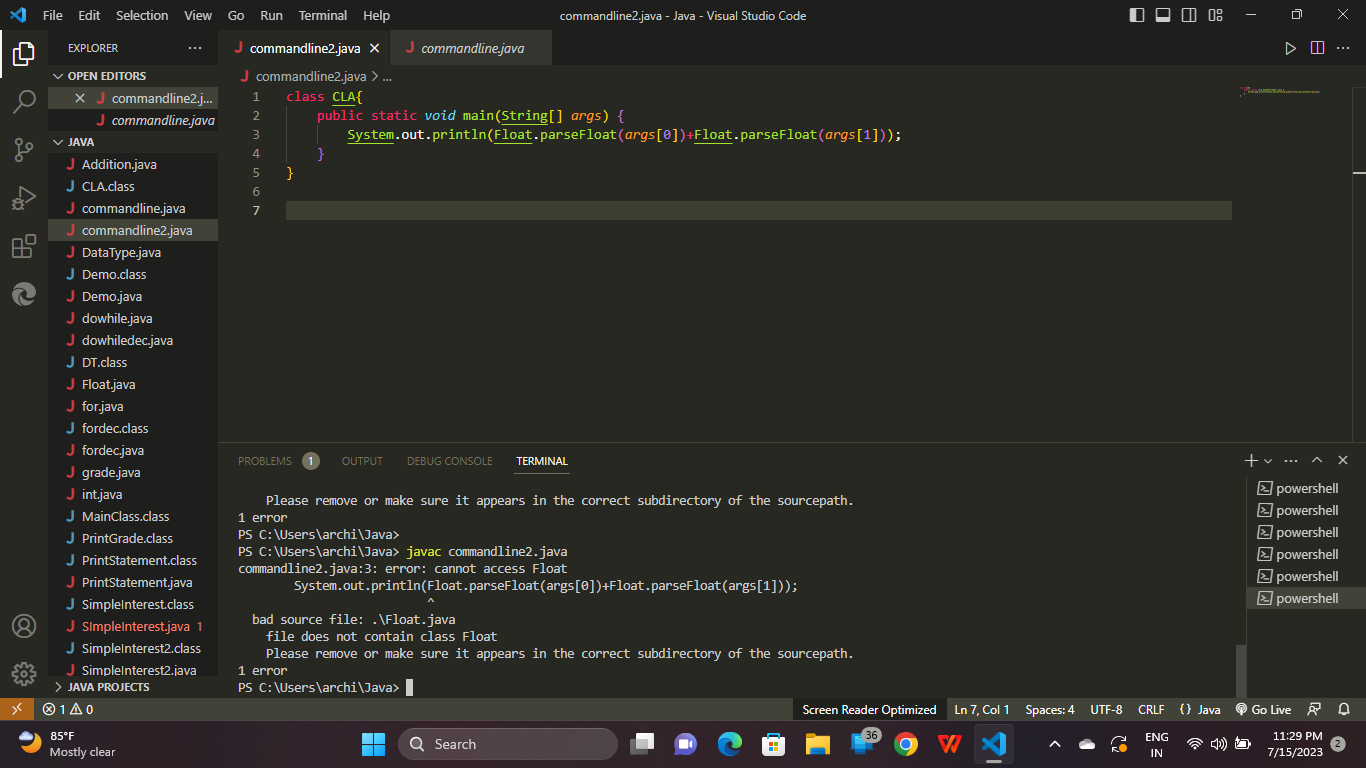 File Edit Selection View Go Run Terminal Help
commandline2.java - Java - Visual Studio Code
EXPLORER
OPEN EDITORS
commandline2.j...
commandline.java
JAVA
Addition.java
CLA.class
commandline.java
commandline2.java
DataType.java
Demo.class
Demo.java
dowhile.java
dowhiledec.java
DT.class
Float.java
for.java
fordec.class
fordec.java
grade.java
int.java
MainClass.class
PrintGrade.class
PrintStatement.class
PrintStatement.java
SimpleInterest.class
SImpleInterest.java 1
SimpleInterest2.class
SimpleInterest2.java
JAVA PROJECTS
commandline2.java
commandline.java
commandline2.java > ...
1 class CLA{
2 public static void main(String[] args) {
3 System.out.println(Float.parseFloat(args[0])+Float.parseFloat(args[1]));
4 }
5 }
6
7
PROBLEMS 1 OUTPUT DEBUG CONSOLE TERMINAL
Please remove or make sure it appears in the correct subdirectory of the sourcepath.
1 error
PS C:\Users\archi\Java>
PS C:\Users\archi\Java> javac commandline2.java
commandline2.java:3: error: cannot access Float
System.out.println(Float.parseFloat(args[0])+Float.parseFloat(args[1]));
^
bad source file: .\Float.java
file does not contain class Float
Please remove or make sure it appears in the correct subdirectory of the sourcepath.
1 error
PS C:\Users\archi\Java>
powershell
powershell
powershell
powershell
powershell
powershell
1 0
Screen Reader Optimized Ln 7, Col 1 Spaces: 4 UTF-8 CRLF {} Java Go Live
85°F
Mostly clear
Search
36
ENG
IN
11:29 PM
7/15/2023
2